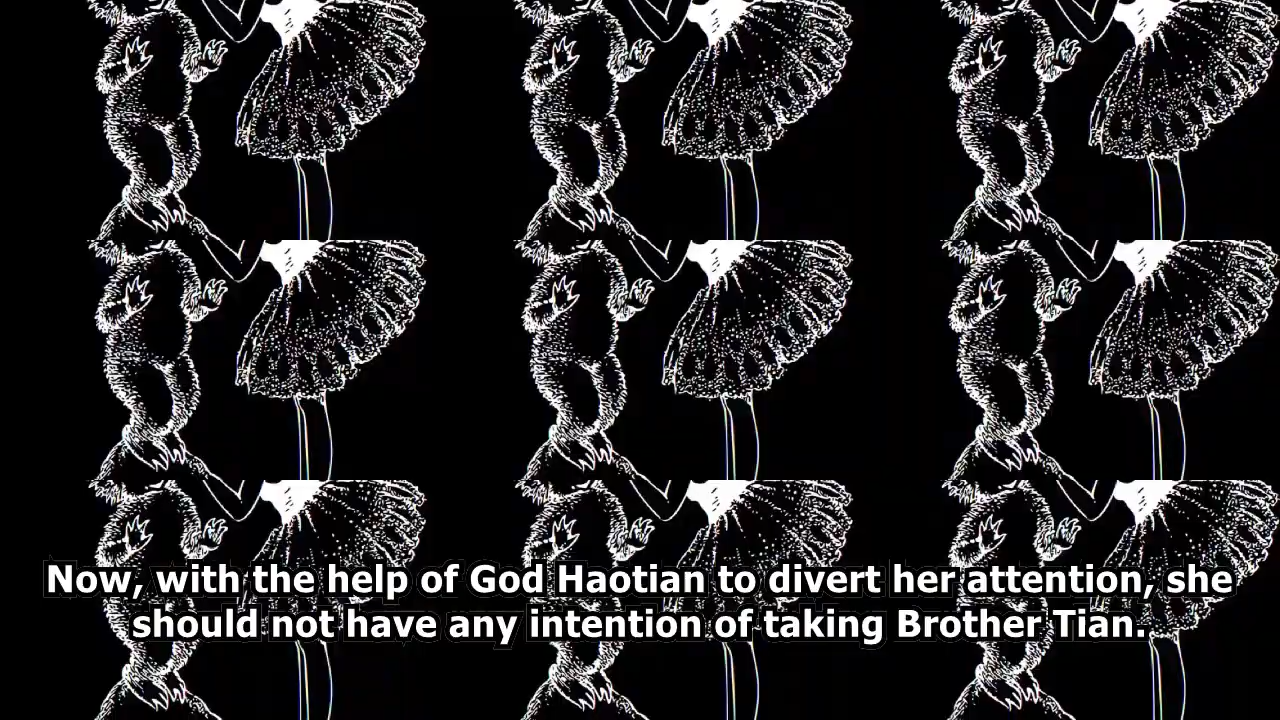 Now, with the help of God Haotian to divert her attention, she
should not have any intention of taking Brother Tian.